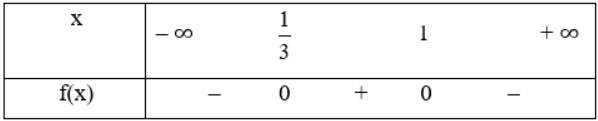 x – ∞ 1/3 1 + ∞
f(x) – 0 + 0 –